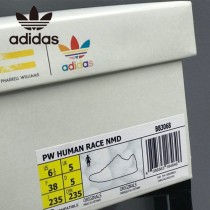 adidas
PHARRELL WILLIAMS
adidas
PW HUMAN RACE NMD
BB3068
6½ 5
38 5
235 235